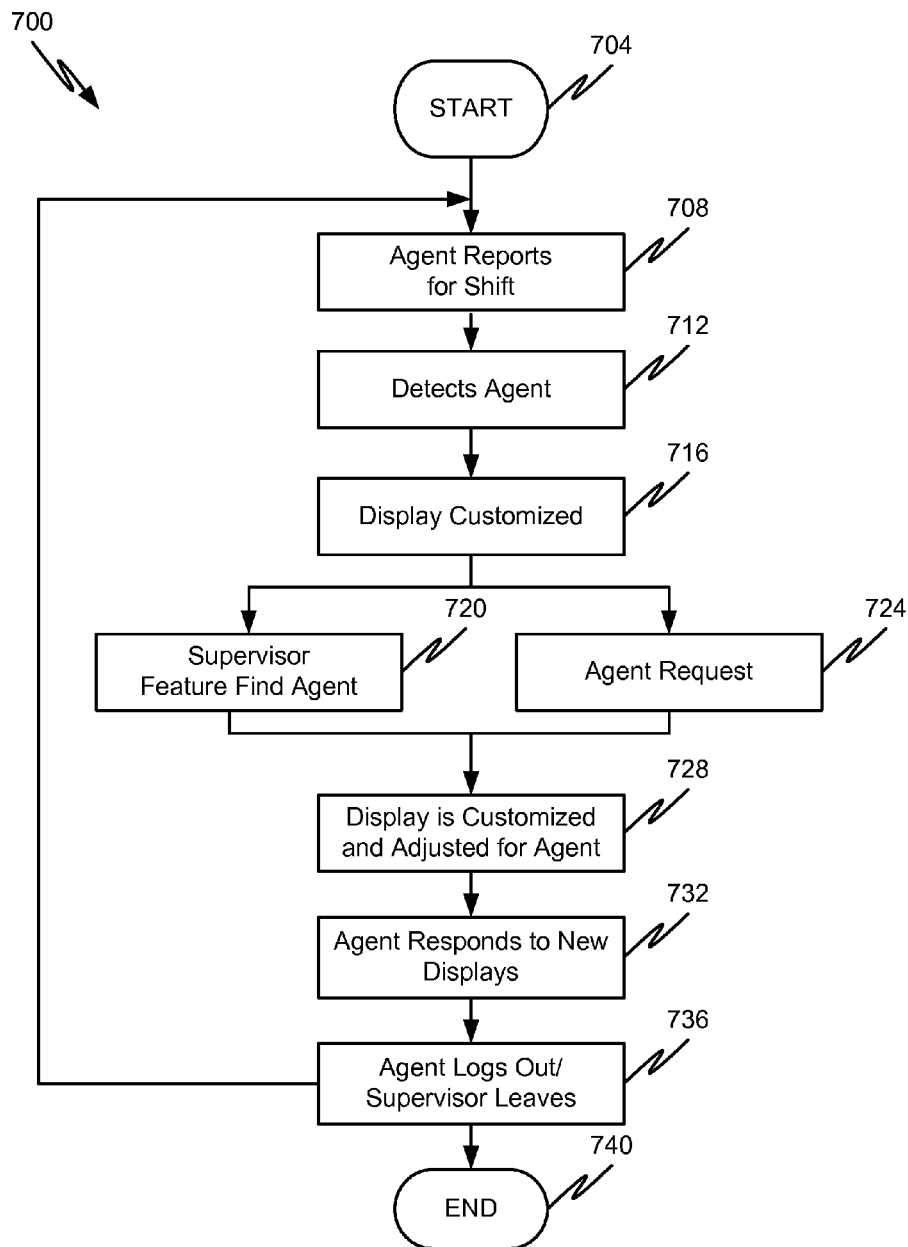 700
704
START
708
Agent Reports
for Shift
712
Detects Agent
716
Display Customized
720
Supervisor
Feature Find Agent
724
Agent Request
728
Display is Customized
and Adjusted for Agent
732
Agent Responds to New
Displays
736
Agent Logs Out/
Supervisor Leaves
740
END